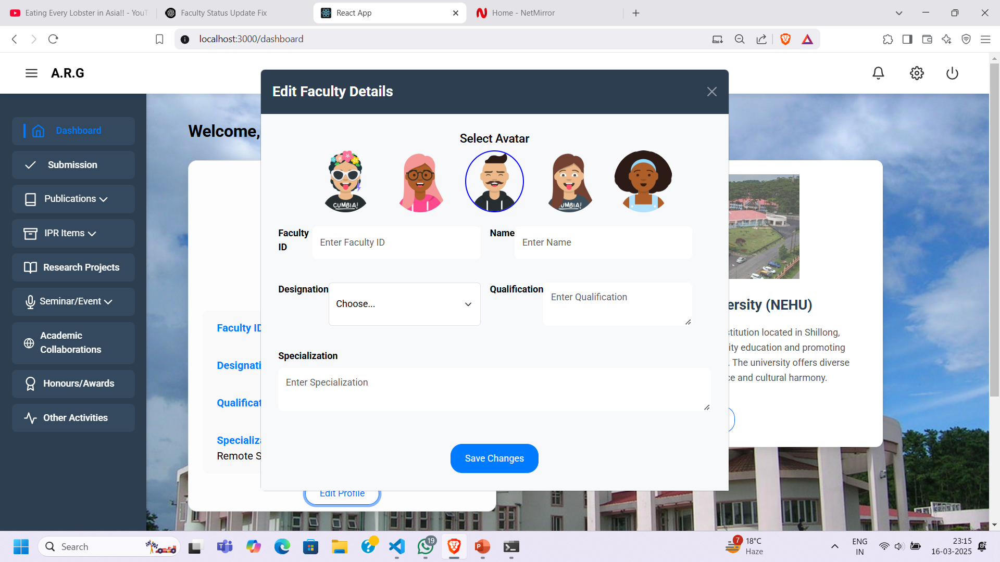 Eating Every Lobster in Asia!! - YouT
Faculty Status Update Fix
React App
Home - NetMirror
localhost:3000/dashboard
A.R.G
Edit Faculty Details
Dashboard
Submission
Publications
IPR Items
Research Projects
Seminar/Event
Academic
Collaborations
Honours/Awards
Other Activities
Welcome,
Select Avatar
CUMBIA!
CUMBIA!
Faculty
ID
Enter Faculty ID
Name
Enter Name
Designation
Choose...
Qualification
Enter Qualification
Specialization
Enter Specialization
Save Changes
Faculty ID
Designati
Qualificat
Specializa
Remote S
Edit Profile
ersity (NEHU)
stitution located in Shillong,
ity education and promoting
. The university offers diverse
ce and cultural harmony.
Search
19
7
18°C
Haze
ENG
IN
23:15
16-03-2025